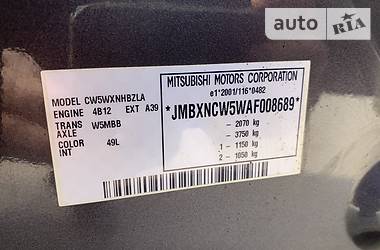 auto RIA
MITSUBISHI MOTORS CORPORATION
e1*2001/116*0482
MODEL CW5WXNHBZLA
ENGINE 4B12 EXT A39
TRANS W5MBB
AXLE
COLOR 49L
INT
*JMBXNCW5WAF008689*
– 2070 kg
– 3750 kg
1 – 1150 kg
2 – 1050 kg